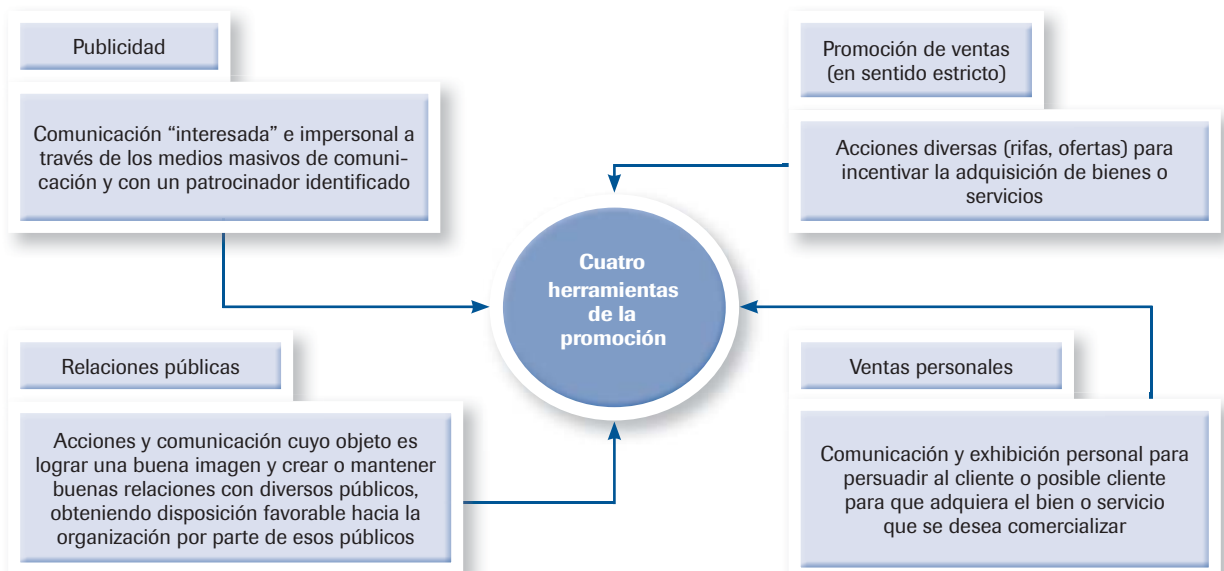 Publicidad
Comunicación “interesada” e impersonal a
través de los medios masivos de comuni-
cación y con un patrocinador identificado
Promoción de ventas
(en sentido estricto)
Acciones diversas (rifas, ofertas) para
incentivar la adquisición de bienes o
servicios
Cuatro
herramientas
de la
promoción
Relaciones públicas
Acciones y comunicación cuyo objeto es
lograr una buena imagen y crear o mantener
buenas relaciones con diversos públicos,
obteniendo disposición favorable hacia la
organización por parte de esos públicos
Ventas personales
Comunicación y exhibición personal para
persuadir al cliente o posible cliente
para que adquiera el bien o servicio
que se desea comercializar